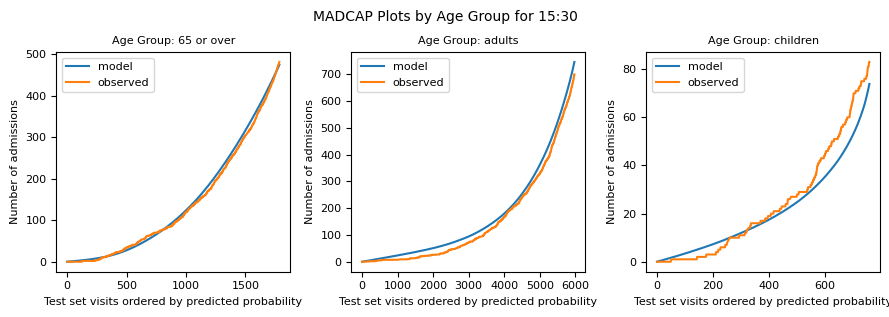 MADCAP Plots by Age Group for 15:30
Age Group: 65 or over
Number of admissions
500
400
300
200
100
0
model
observed
0
500
1000
1500
Test set visits ordered by predicted probability
Age Group: adults
Number of admissions
700
600
500
400
300
200
100
0
model
observed
0
1000
2000
3000
4000
5000
6000
Test set visits ordered by predicted probability
Age Group: children
Number of admissions
80
60
40
20
0
model
observed
0
200
400
600
Test set visits ordered by predicted probability